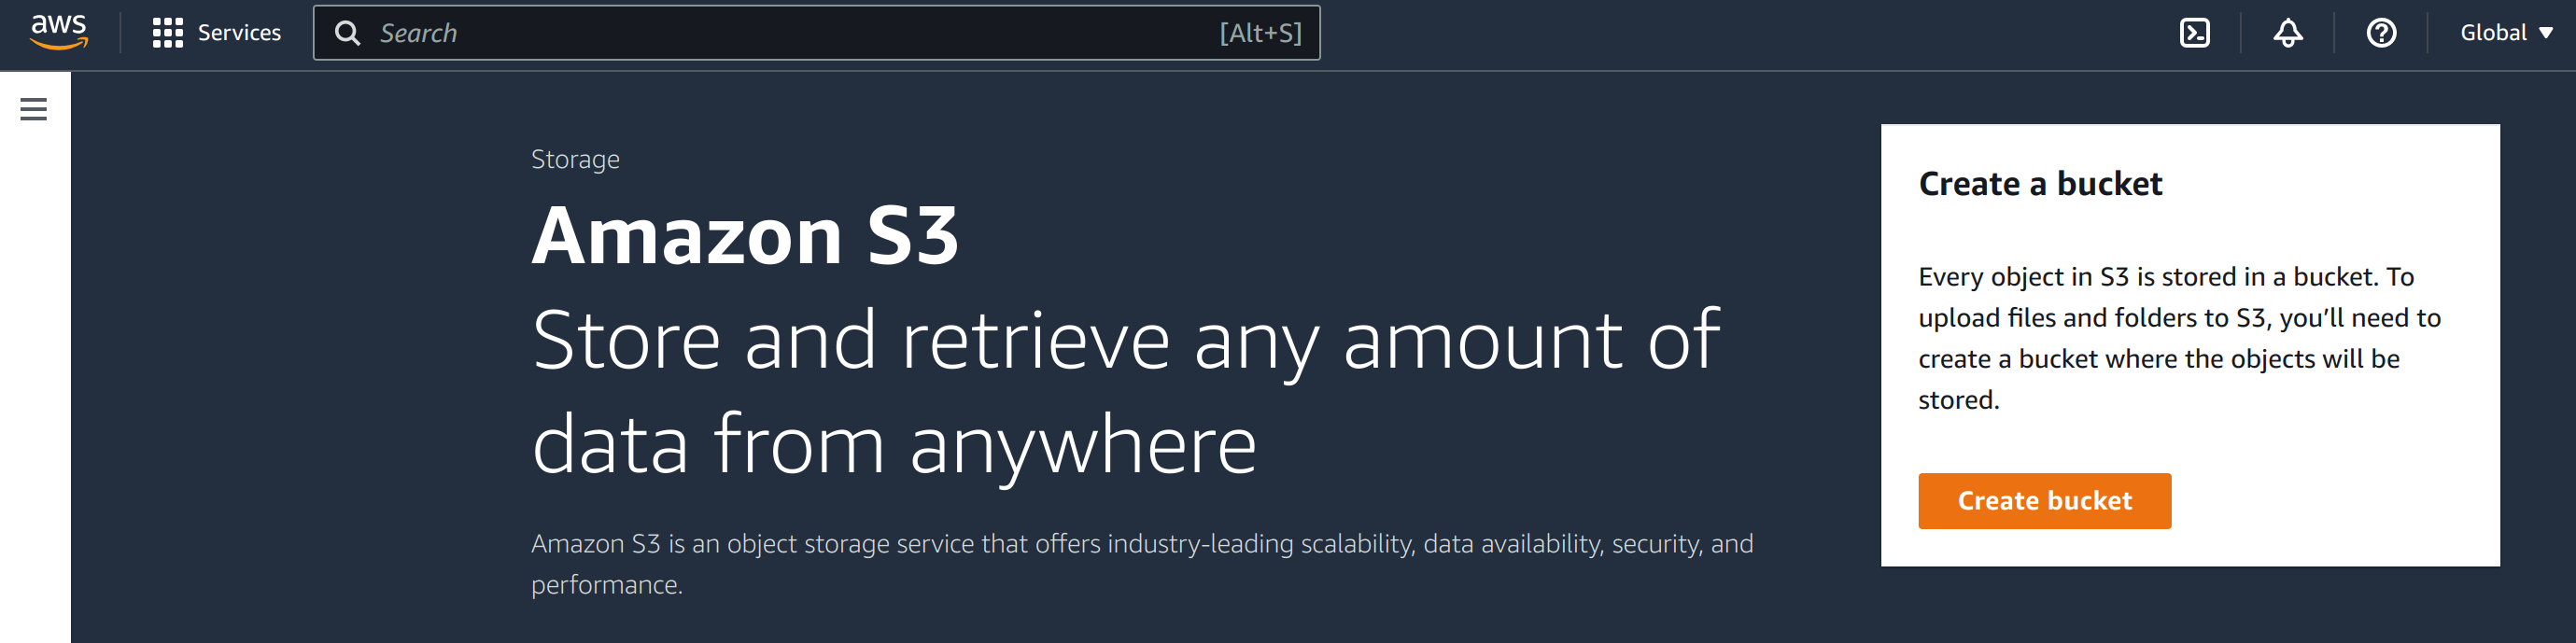 aws
Services
Search
[Alt+S]
Global
Storage
Amazon S3
Store and retrieve any amount of
data from anywhere
Amazon S3 is an object storage service that offers industry-leading scalability, data availability, security, and
performance.
Create a bucket
Every object in S3 is stored in a bucket. To
upload files and folders to S3, you’ll need to
create a bucket where the objects will be
stored.
Create bucket